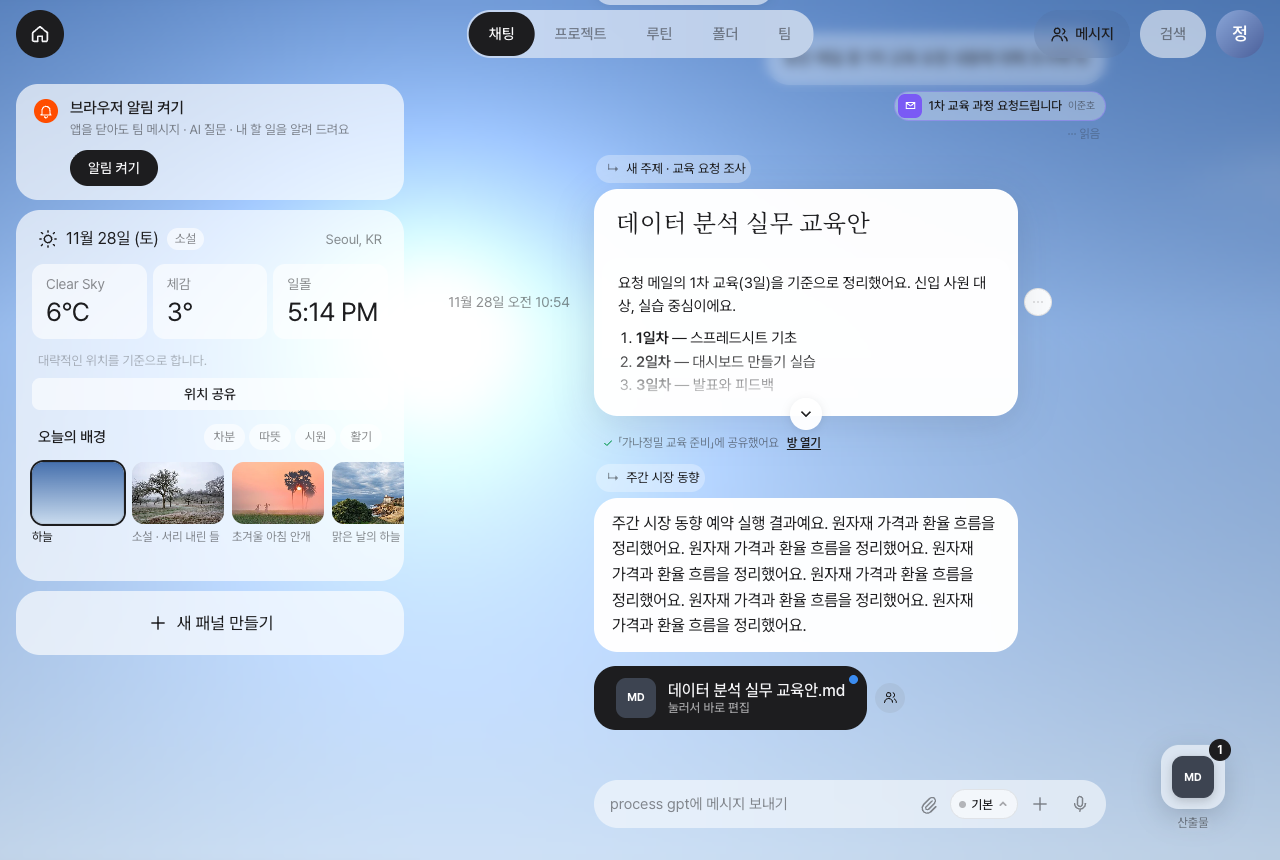 채팅
프로젝트
루틴
폴더
팀
메시지
검색
정
브라우저 알림 켜기
앱을 닫아도 팀 메시지 · AI 질문 · 내 할 일을 알려 드려요
알림 켜기
11월 28일 (토)
소설
Seoul, KR
Clear Sky
6°C
체감
3°
일몰
5:14 PM
대략적인 위치를 기준으로 합니다.
위치 공유
오늘의 배경
차분
따뜻
시원
활기
하늘
소설 · 서리 내린 들
초겨울 아침 안개
맑은 날의 하늘
새 패널 만들기
1차 교육 과정 요청드립니다 이준호
읽음
새 주제 · 교육 요청 조사
데이터 분석 실무 교육안
11월 28일 오전 10:54
요청 메일의 1차 교육(3일)을 기준으로 정리했어요. 신입 사원 대
상, 실습 중심이에요.
1. 1일차 — 스프레드시트 기초
2. 2일차 — 대시보드 만들기 실습
3. 3일차 — 발표와 피드백
「가나정밀 교육 준비」에 공유했어요 방 열기
주간 시장 동향
주간 시장 동향 예약 실행 결과예요. 원자재 가격과 환율 흐름을
정리했어요. 원자재 가격과 환율 흐름을 정리했어요. 원자재
가격과 환율 흐름을 정리했어요. 원자재 가격과 환율 흐름을
정리했어요. 원자재 가격과 환율 흐름을 정리했어요. 원자재
가격과 환율 흐름을 정리했어요.
MD
데이터 분석 실무 교육안.md
눌러서 바로 편집
process gpt에 메시지 보내기
기본
1
MD
산출물